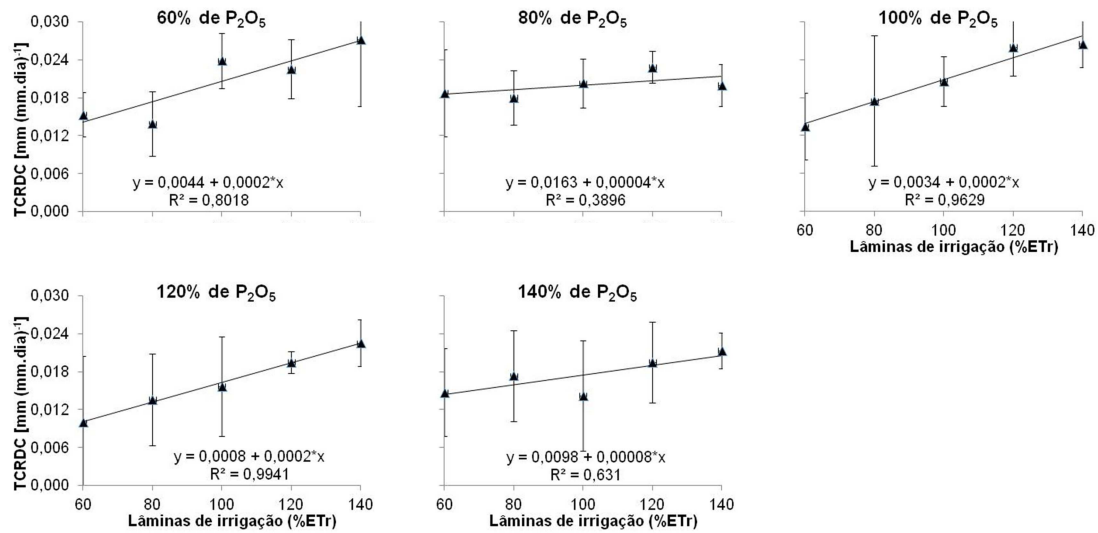 60% de P₂O₅
TCRDC [mm (mm.dia)⁻¹]
0,030
0,024
0,018
0,012
0,006
0,000
y = 0,0044 + 0,0002*x
R² = 0,8018
80% de P₂O₅
y = 0,0163 + 0,00004*x
R² = 0,3896
100% de P₂O₅
y = 0,0034 + 0,0002*x
R² = 0,9629
60 80 100 120 140
Lâminas de irrigação (%ETr)
120% de P₂O₅
TCRDC [mm (mm.dia)⁻¹]
0,030
0,024
0,018
0,012
0,006
0,000
y = 0,0008 + 0,0002*x
R² = 0,9941
60 80 100 120 140
Lâminas de irrigação (%ETr)
140% de P₂O₅
y = 0,0098 + 0,00008*x
R² = 0,631
60 80 100 120 140
Lâminas de irrigação (%ETr)